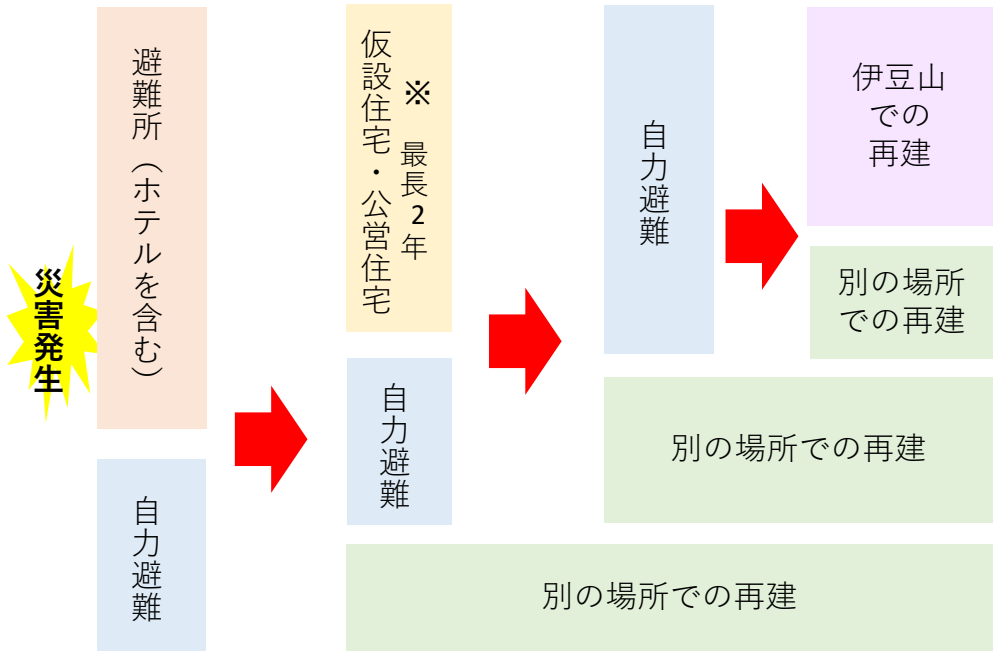 災害発生
避難所（ホテルを含む）
自力避難
仮設住宅・公営住宅
※　最長2年
自力避難
別の場所での再建
自力避難
別の場所での再建
伊豆山
での
再建
別の場所
での再建